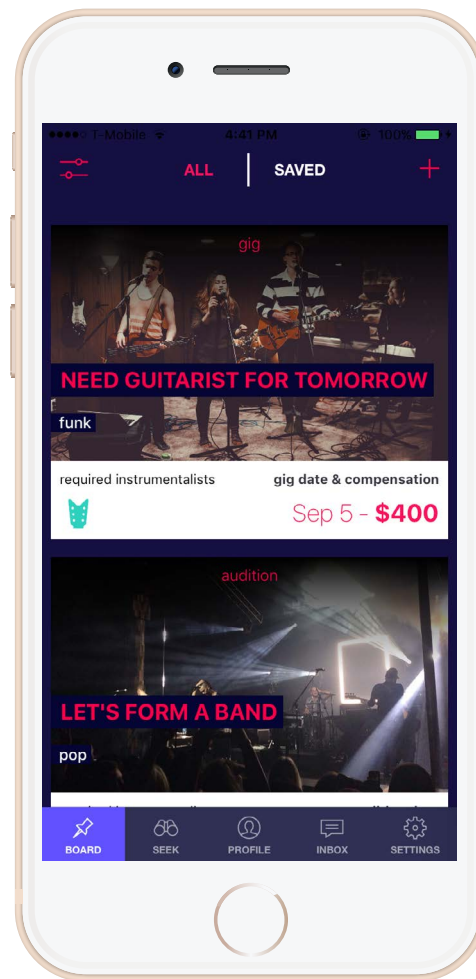 T-Mobile 4:41 PM 100%
ALL SAVED
gig
NEED GUITARIST FOR TOMORROW
funk
required instrumentalists gig date & compensation
Sep 5 - $400
audition
LET'S FORM A BAND
pop
BOARD SEEK PROFILE INBOX SETTINGS